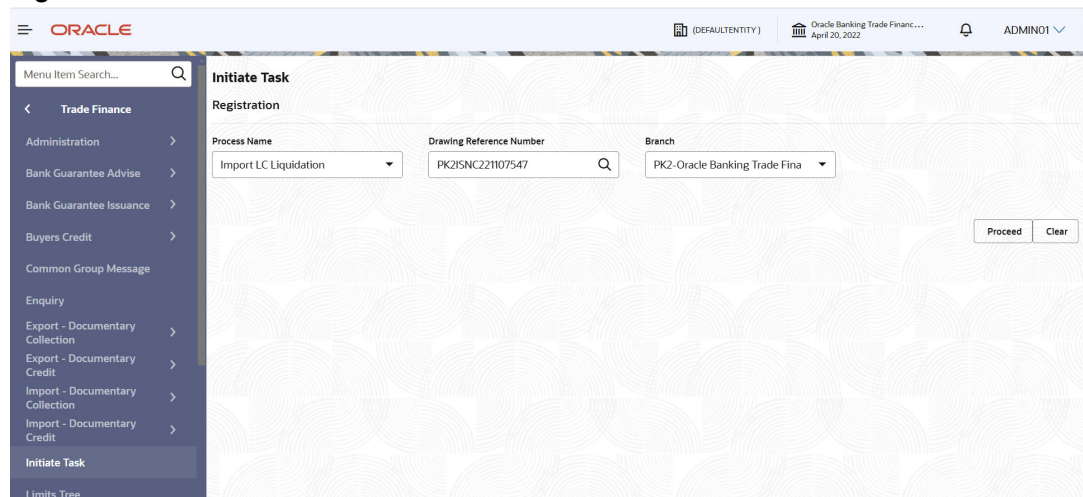 ORACLE
(DEFAULTENTITY)
Oracle Banking Trade Financ...
April 20, 2022
ADMIN01
Menu Item Search...
Trade Finance
Administration
Bank Guarantee Advise
Bank Guarantee Issuance
Buyers Credit
Common Group Message
Enquiry
Export - Documentary
Collection
Export - Documentary
Credit
Import - Documentary
Collection
Import - Documentary
Credit
Initiate Task
Limits Tree
Initiate Task
Registration
Process Name
Drawing Reference Number
Branch
Import LC Liquidation
PK2ISNC221107547
PK2-Oracle Banking Trade Fina
Proceed
Clear